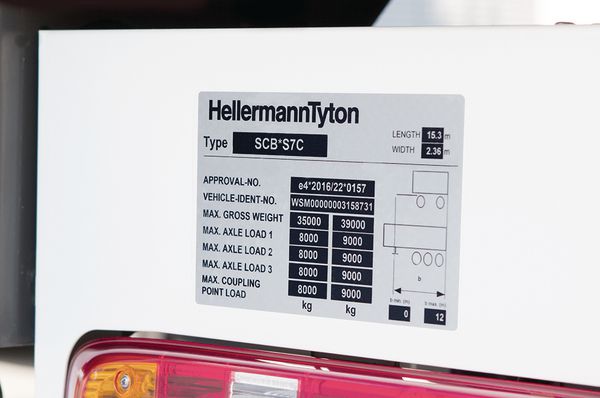 HellermannTyton
Type SCB*S7C
LENGTH 15.3 m
WIDTH 2.36 m
APPROVAL-NO. e4*2016/22*0157
VEHICLE-IDENT-NO. WSM00000003158731
MAX. GROSS WEIGHT 35000 39000
MAX. AXLE LOAD 1 8000 9000
MAX. AXLE LOAD 2 8000 9000
MAX. AXLE LOAD 3 8000 9000
MAX. COUPLING
POINT LOAD 8000 9000
kg kg
b
b min. (m) b max. (m)
0 12